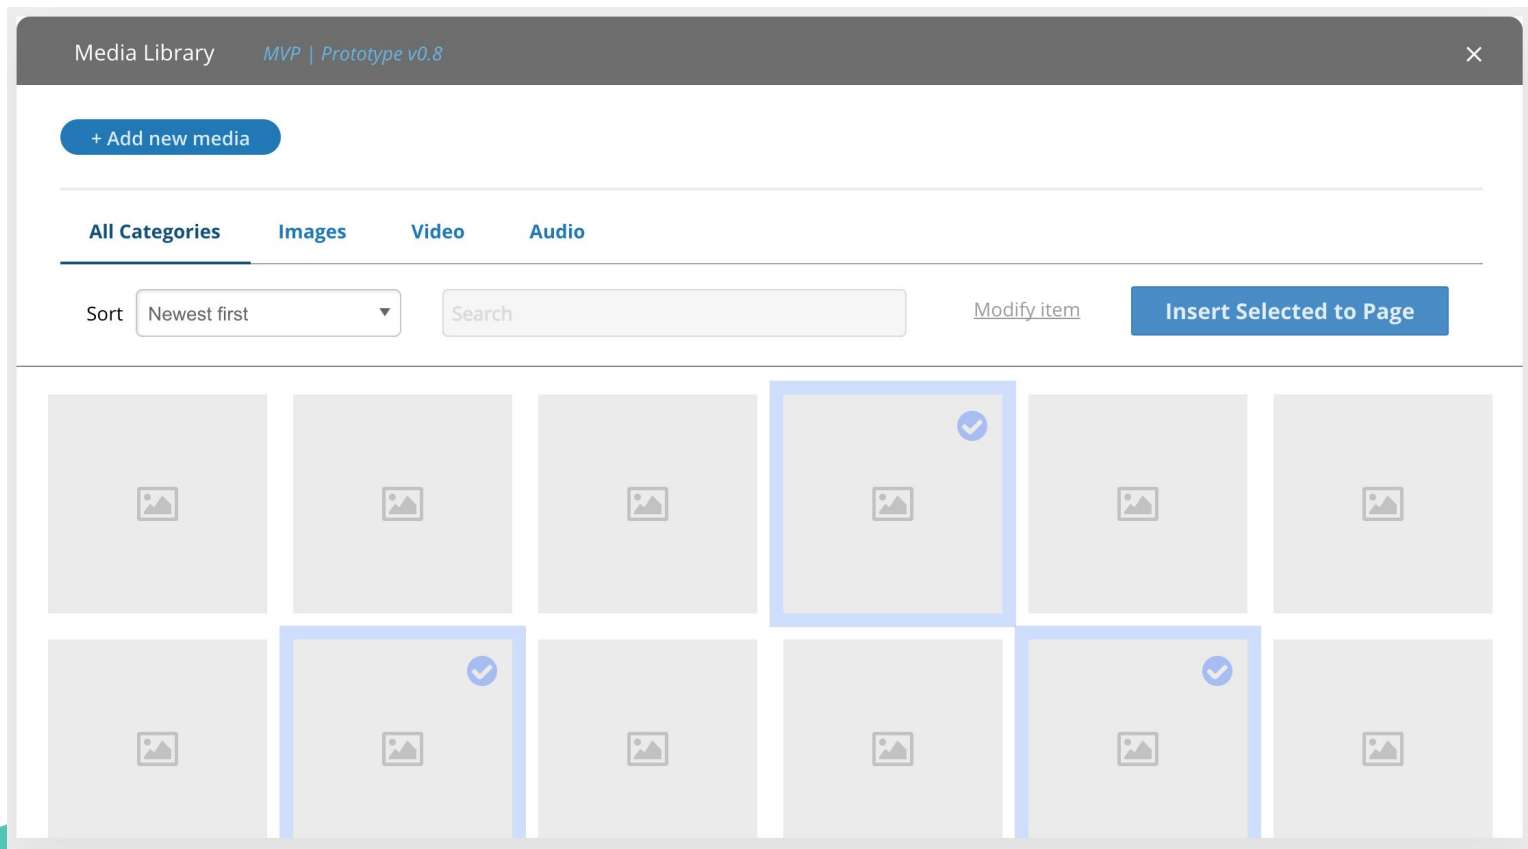 Media Library
MVP | Prototype v0.8
+ Add new media
All Categories
Images
Video
Audio
Sort
Newest first
Search
Modify item
Insert Selected to Page